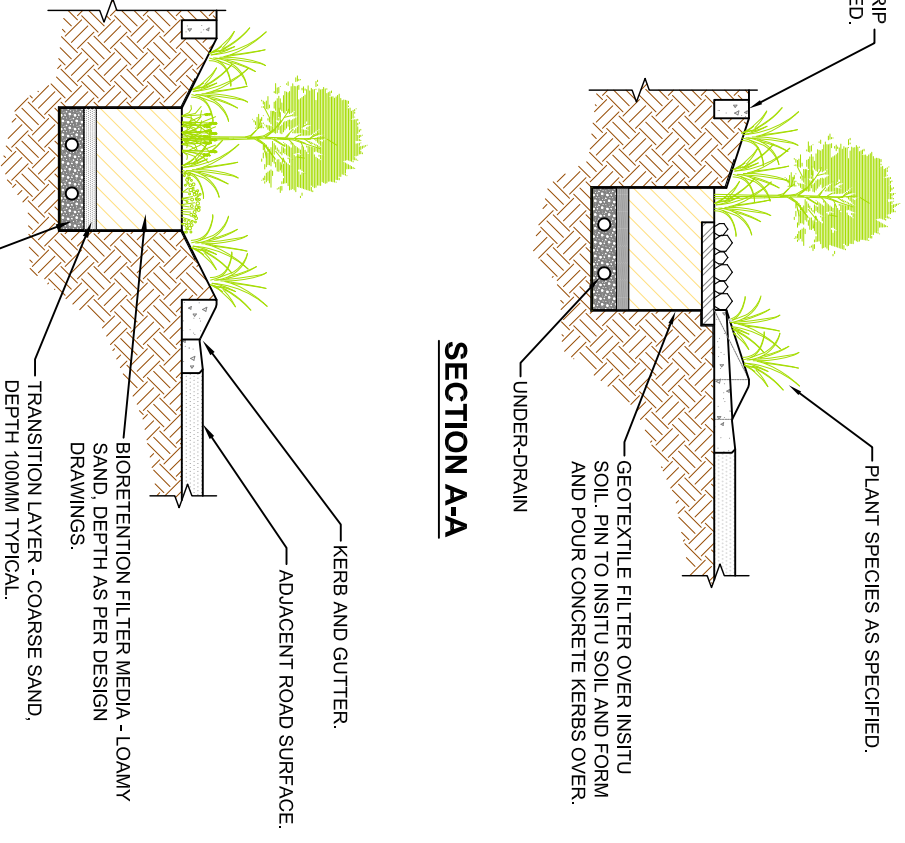 RIP
ED.
PLANT SPECIES AS SPECIFIED.
GEOTEXTILE FILTER OVER INSITU
SOIL. PIN TO INSITU SOIL AND FORM
AND POUR CONCRETE KERBS OVER.
UNDER-DRAIN
SECTION A-A
KERB AND GUTTER.
ADJACENT ROAD SURFACE.
BIORETENTION FILTER MEDIA - LOAMY
SAND, DEPTH AS PER DESIGN
DRAWINGS.
TRANSITION LAYER - COARSE SAND,
DEPTH 100MM TYPICAL.